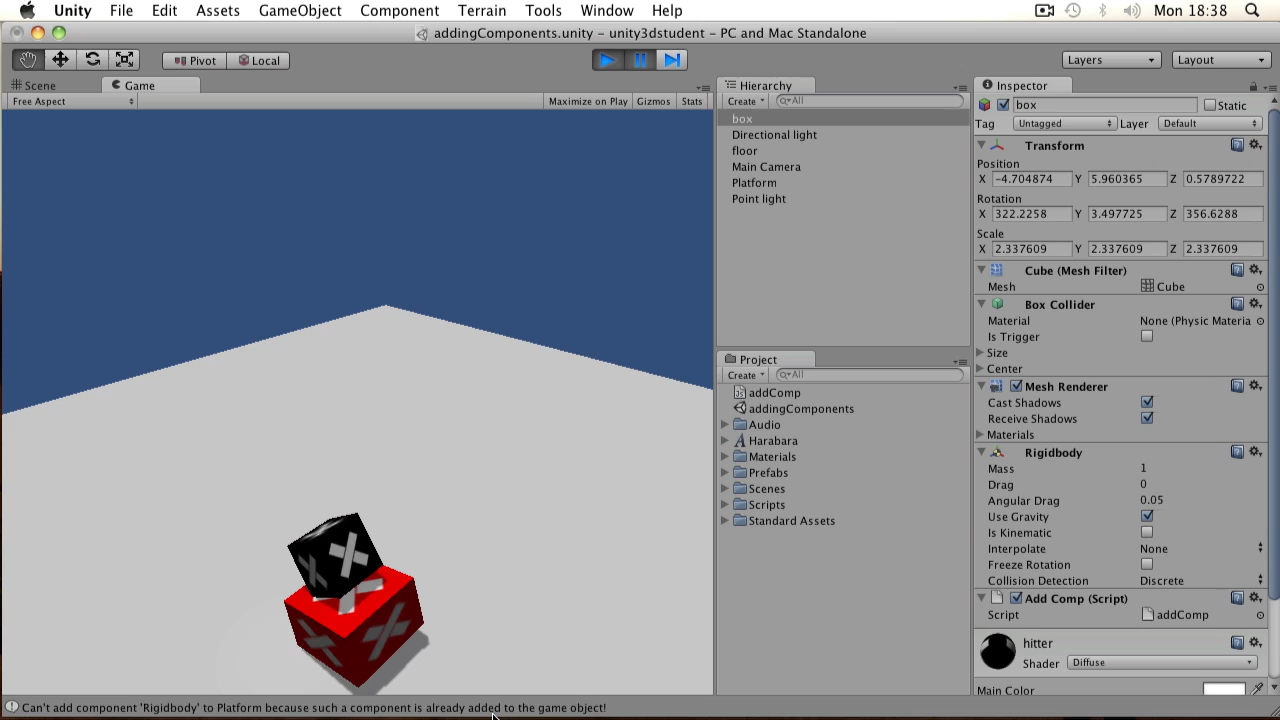 Unity File Edit Assets GameObject Component Terrain Tools Window Help Mon 18:38
addingComponents.unity - unity3dstudent - PC and Mac Standalone
Pivot Local Layers Layout
Scene Game
Free Aspect Maximize on Play Gizmos Stats
Hierarchy
Create All
box
Directional light
floor
Main Camera
Platform
Point light
Project
Create All
addComp
addingComponents
Audio
Harabara
Materials
Prefabs
Scenes
Scripts
Standard Assets
Inspector
box Static
Tag Untagged Layer Default
Transform
Position
X -4.704874 Y 5.960365 Z 0.5789722
Rotation
X 322.2258 Y 3.497725 Z 356.6288
Scale
X 2.337609 Y 2.337609 Z 2.337609
Cube (Mesh Filter)
Mesh Cube
Box Collider
Material None (Physic Materia
Is Trigger
Size
Center
Mesh Renderer
Cast Shadows
Receive Shadows
Materials
Rigidbody
Mass 1
Drag 0
Angular Drag 0.05
Use Gravity
Is Kinematic
Interpolate None
Freeze Rotation
Collision Detection Discrete
Add Comp (Script)
Script addComp
hitter
Shader Diffuse
Main Color
Can't add component 'Rigidbody' to Platform because such a component is already added to the game object!